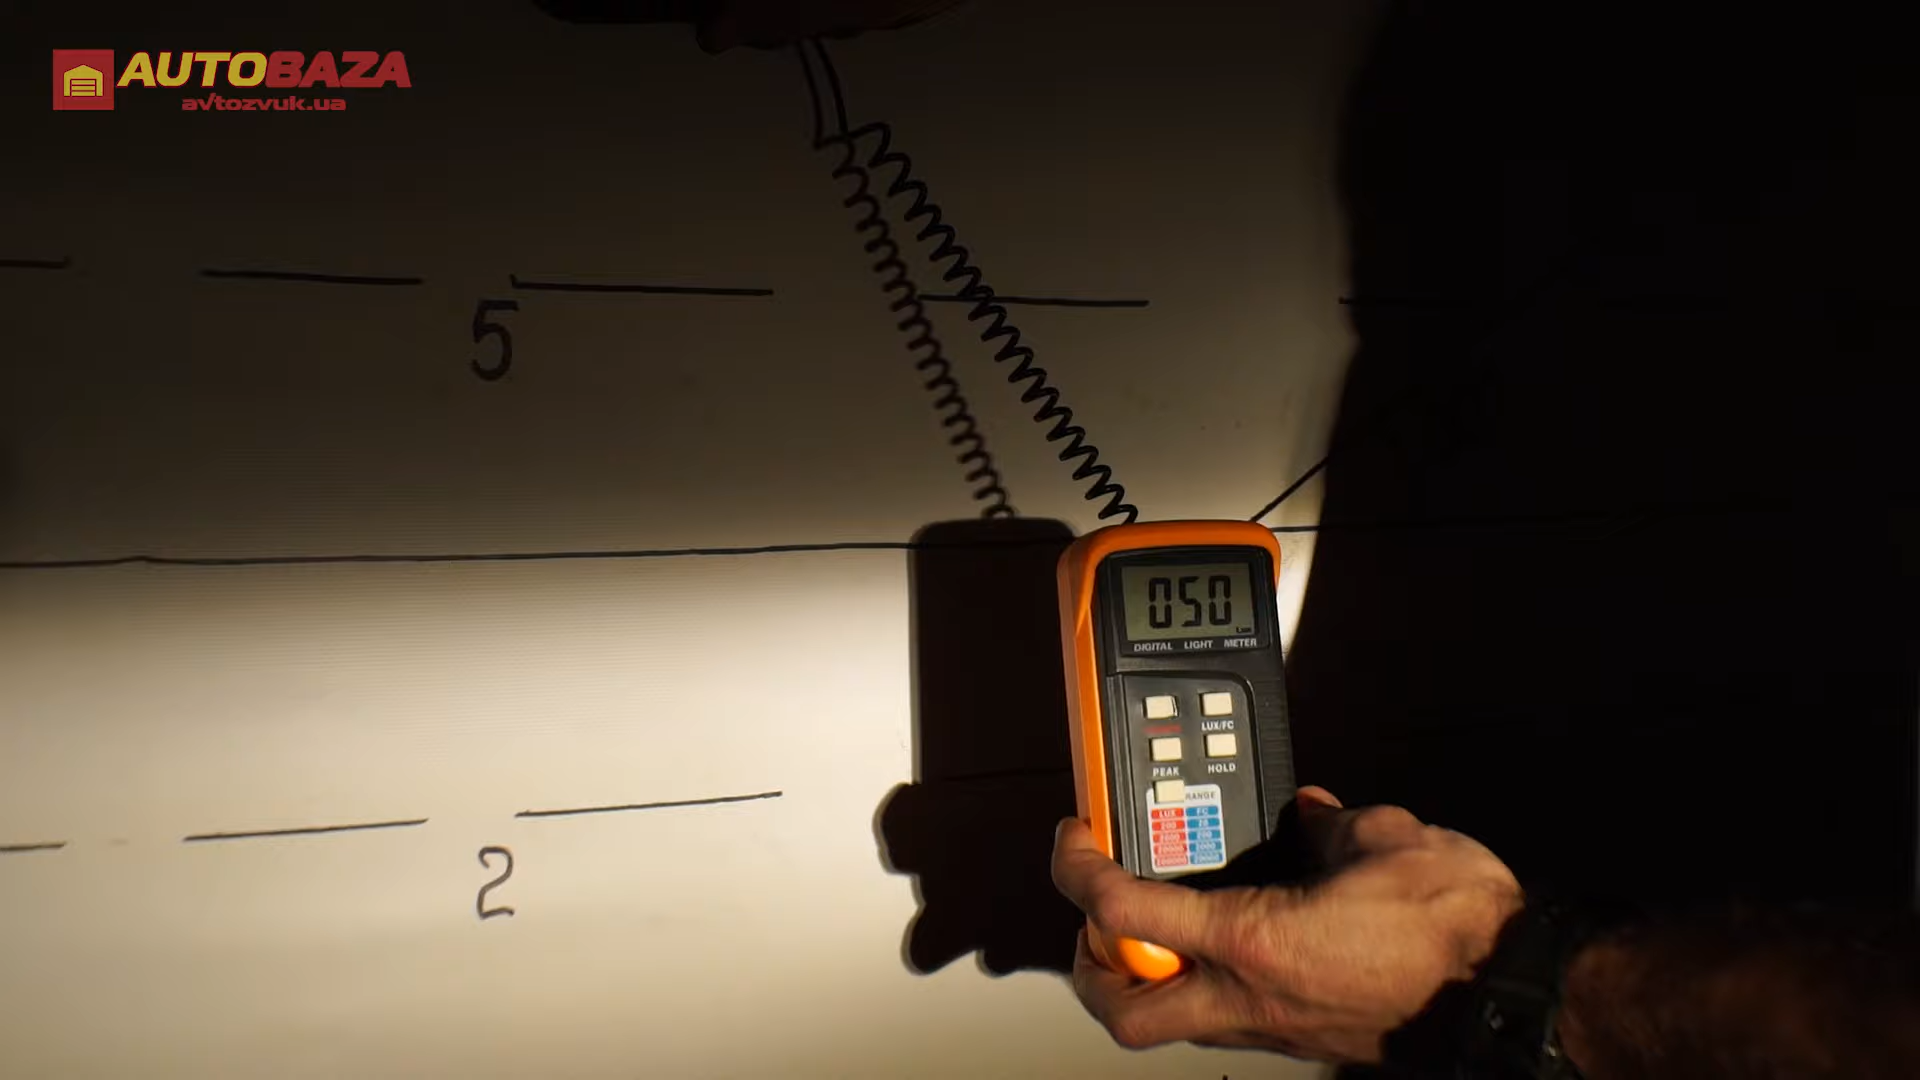 AUTOBAZA
avtozvuk.ua
5
050
Lux
DIGITAL LIGHT METER
LUX/FC
PEAK HOLD
RANGE
LUX FC
200 20
2000 200
20000 2000
200000 20000
2